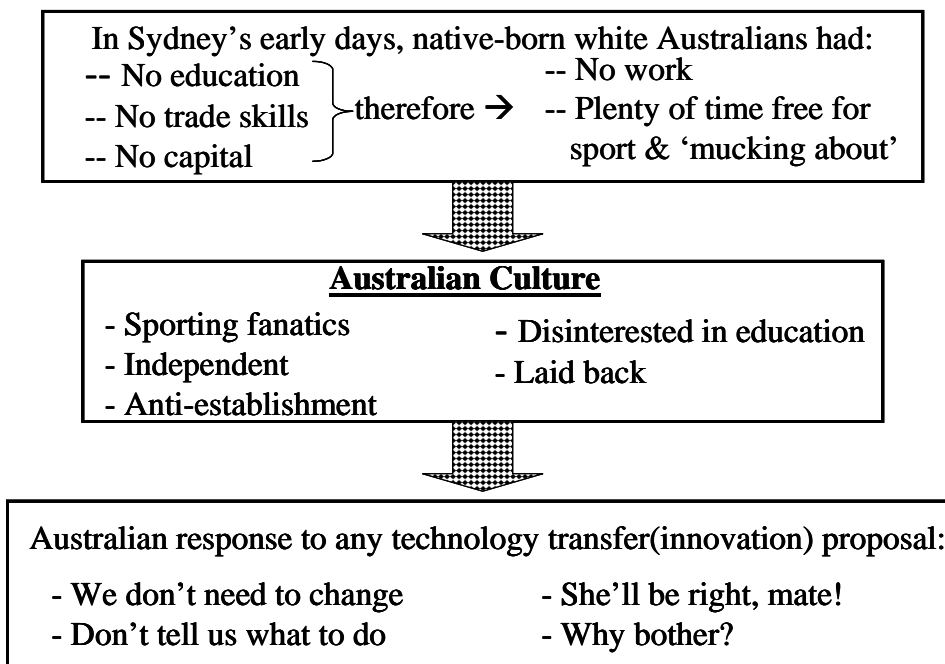 In Sydney’s early days, native-born white Australians had:
-- No education
-- No trade skills
-- No capital
therefore →
-- No work
-- Plenty of time free for
sport & ‘mucking about’
Australian Culture
- Sporting fanatics
- Independent
- Anti-establishment
- Disinterested in education
- Laid back
Australian response to any technology transfer(innovation) proposal:
- We don’t need to change
- Don’t tell us what to do
- She’ll be right, mate!
- Why bother?